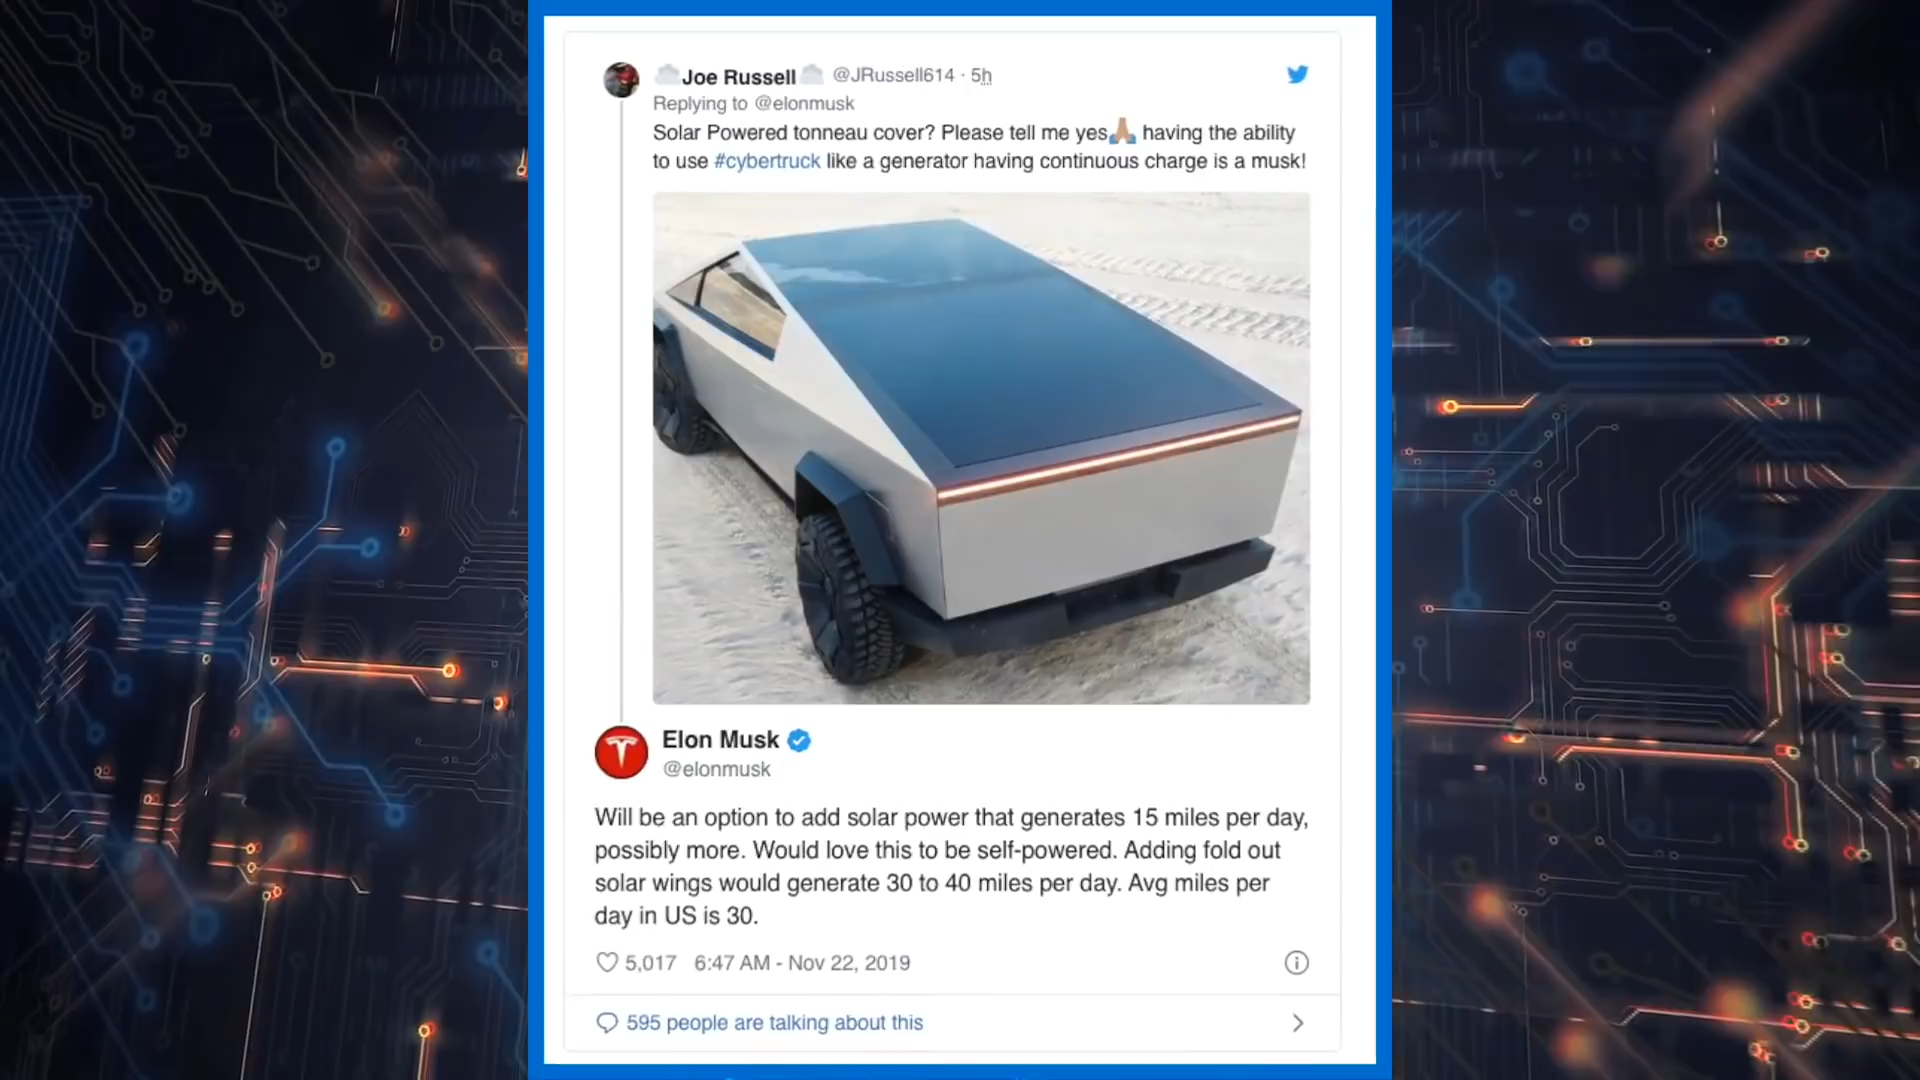 Joe Russell @JRussell614 · 5h
Replying to @elonmusk
Solar Powered tonneau cover? Please tell me yes🙏🏽 having the ability
to use #cybertruck like a generator having continuous charge is a musk!
Elon Musk
@elonmusk
Will be an option to add solar power that generates 15 miles per day,
possibly more. Would love this to be self-powered. Adding fold out
solar wings would generate 30 to 40 miles per day. Avg miles per
day in US is 30.
5,017 6:47 AM - Nov 22, 2019
595 people are talking about this